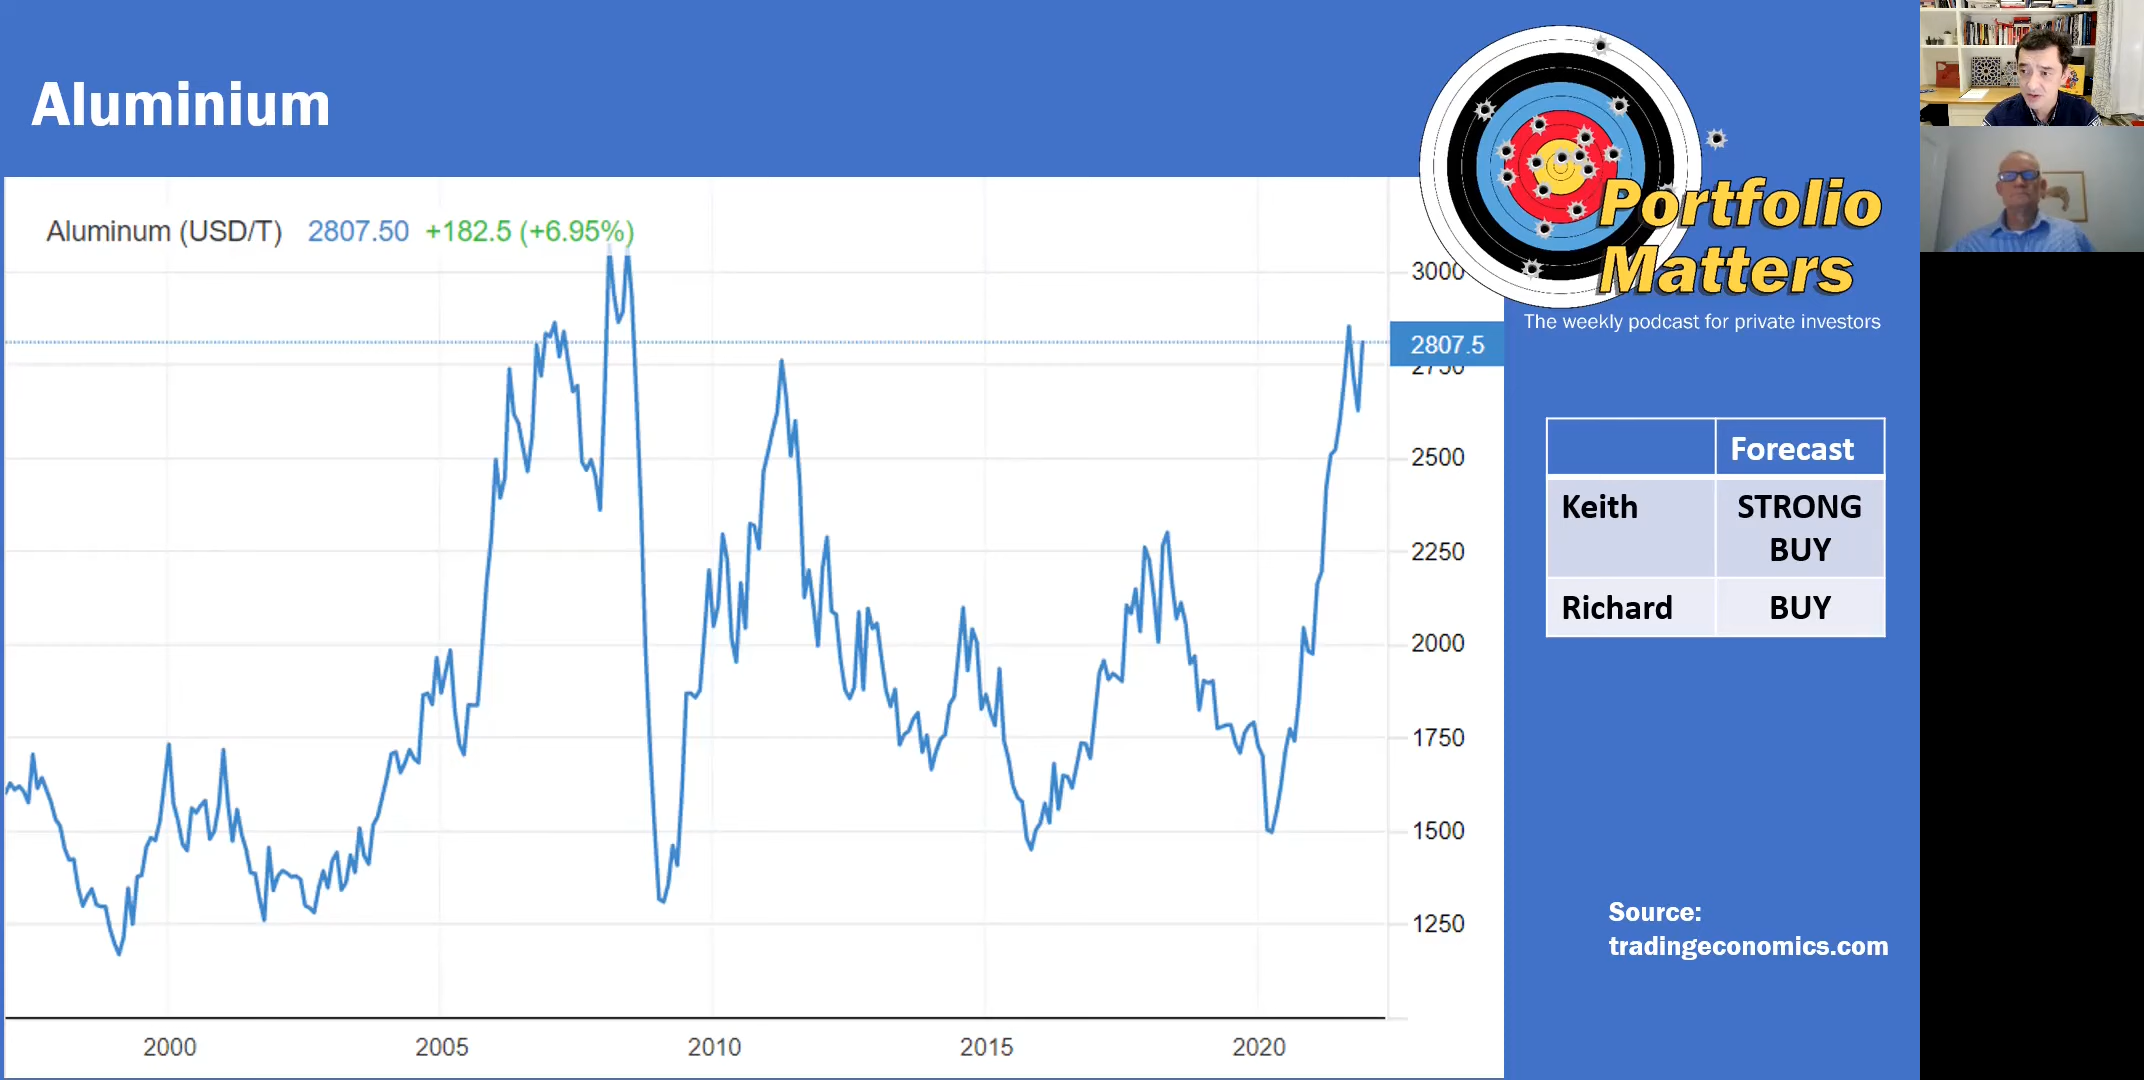 Aluminium
Aluminum (USD/T) 2807.50 +182.5 (+6.95%)
3000
2807.5
2750
2500
2250
2000
1750
1500
1250
2000 2005 2010 2015 2020
Portfolio
Matters
The weekly podcast for private investors
Forecast
Keith STRONG
BUY
Richard BUY
Source:
tradingeconomics.com